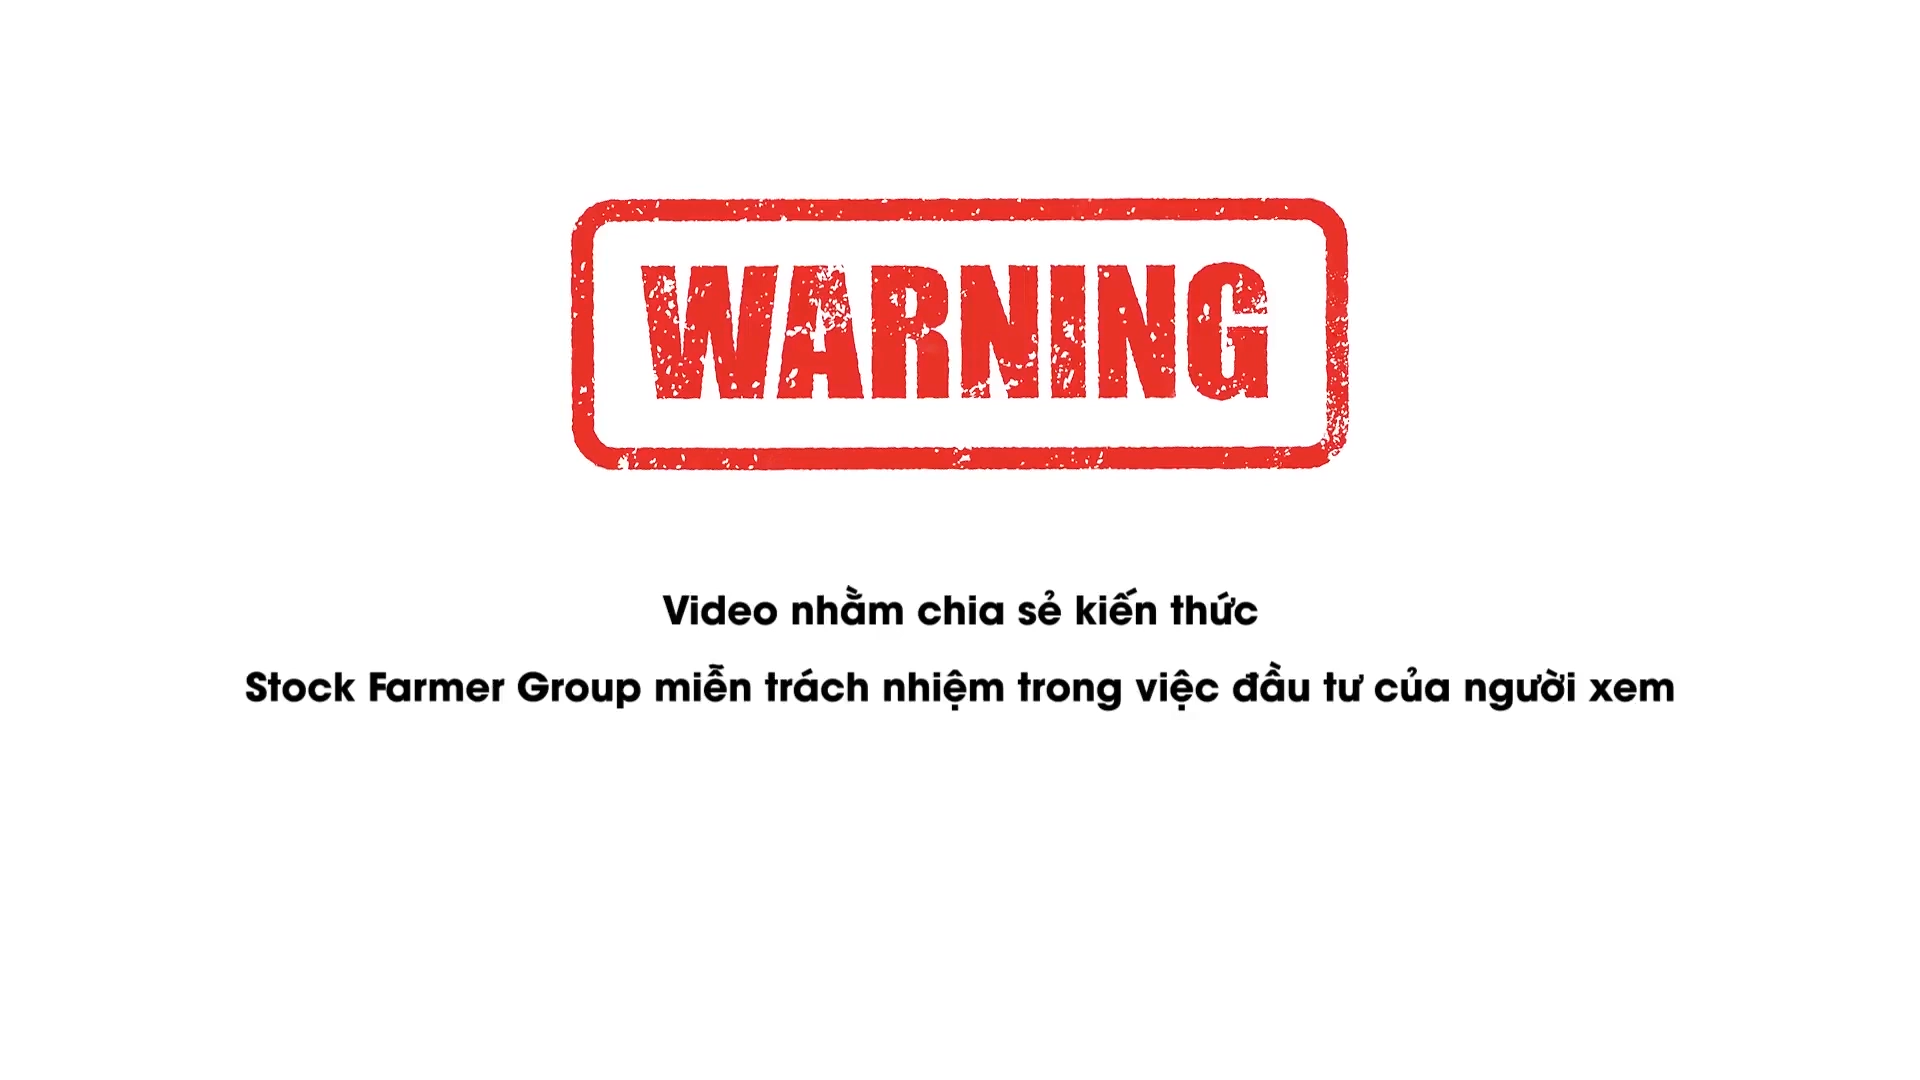 WARNING
Video nhằm chia sẻ kiến thức
Stock Farmer Group miễn trách nhiệm trong việc đầu tư của người xem